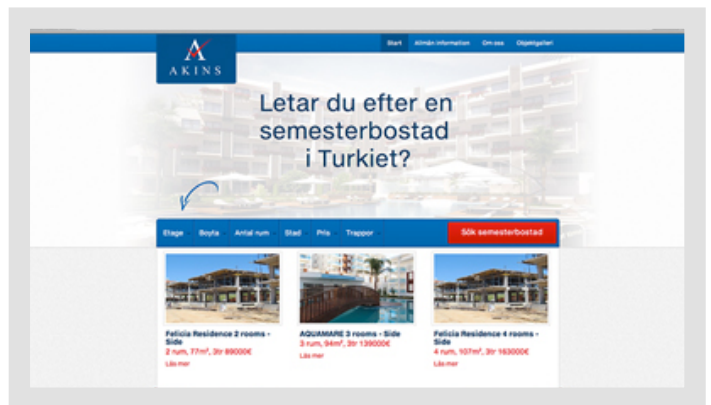 AKINS
Start Allmän information Om oss Objektgalleri
Letar du efter en
semesterbostad
i Turkiet?
Etage Boyta Antal rum Stad Pris Trappor Sök semesterbostad
Felicia Residence 2 rooms -
Side
2 rum, 77m², 3tr 89000€
Läs mer
AQUAMARE 3 rooms - Side
3 rum, 94m², 3tr 139000€
Läs mer
Felicia Residence 4 rooms -
Side
4 rum, 107m², 3tr 163000€
Läs mer